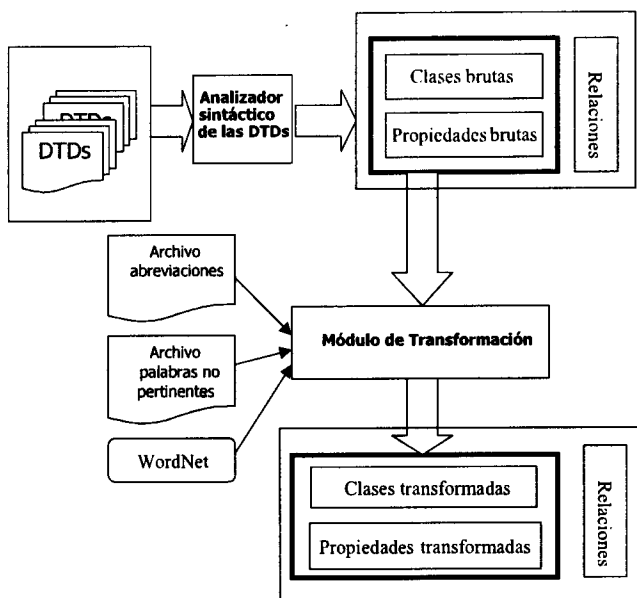 DTDs
DTDs
Analizador
sintáctico
de las DTDs
Clases brutas
Propiedades brutas
Relaciones
Archivo
abreviaciones
Archivo
palabras no
pertinentes
WordNet
Módulo de Transformación
Clases transformadas
Propiedades transformadas
Relaciones